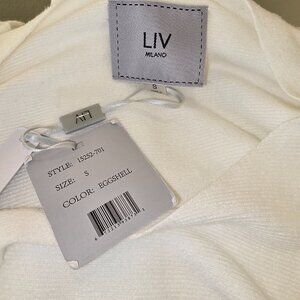 LIV
MILANO
S
LIV
STYLE: 15252-701
SIZE: S
COLOR: EGGSHELL